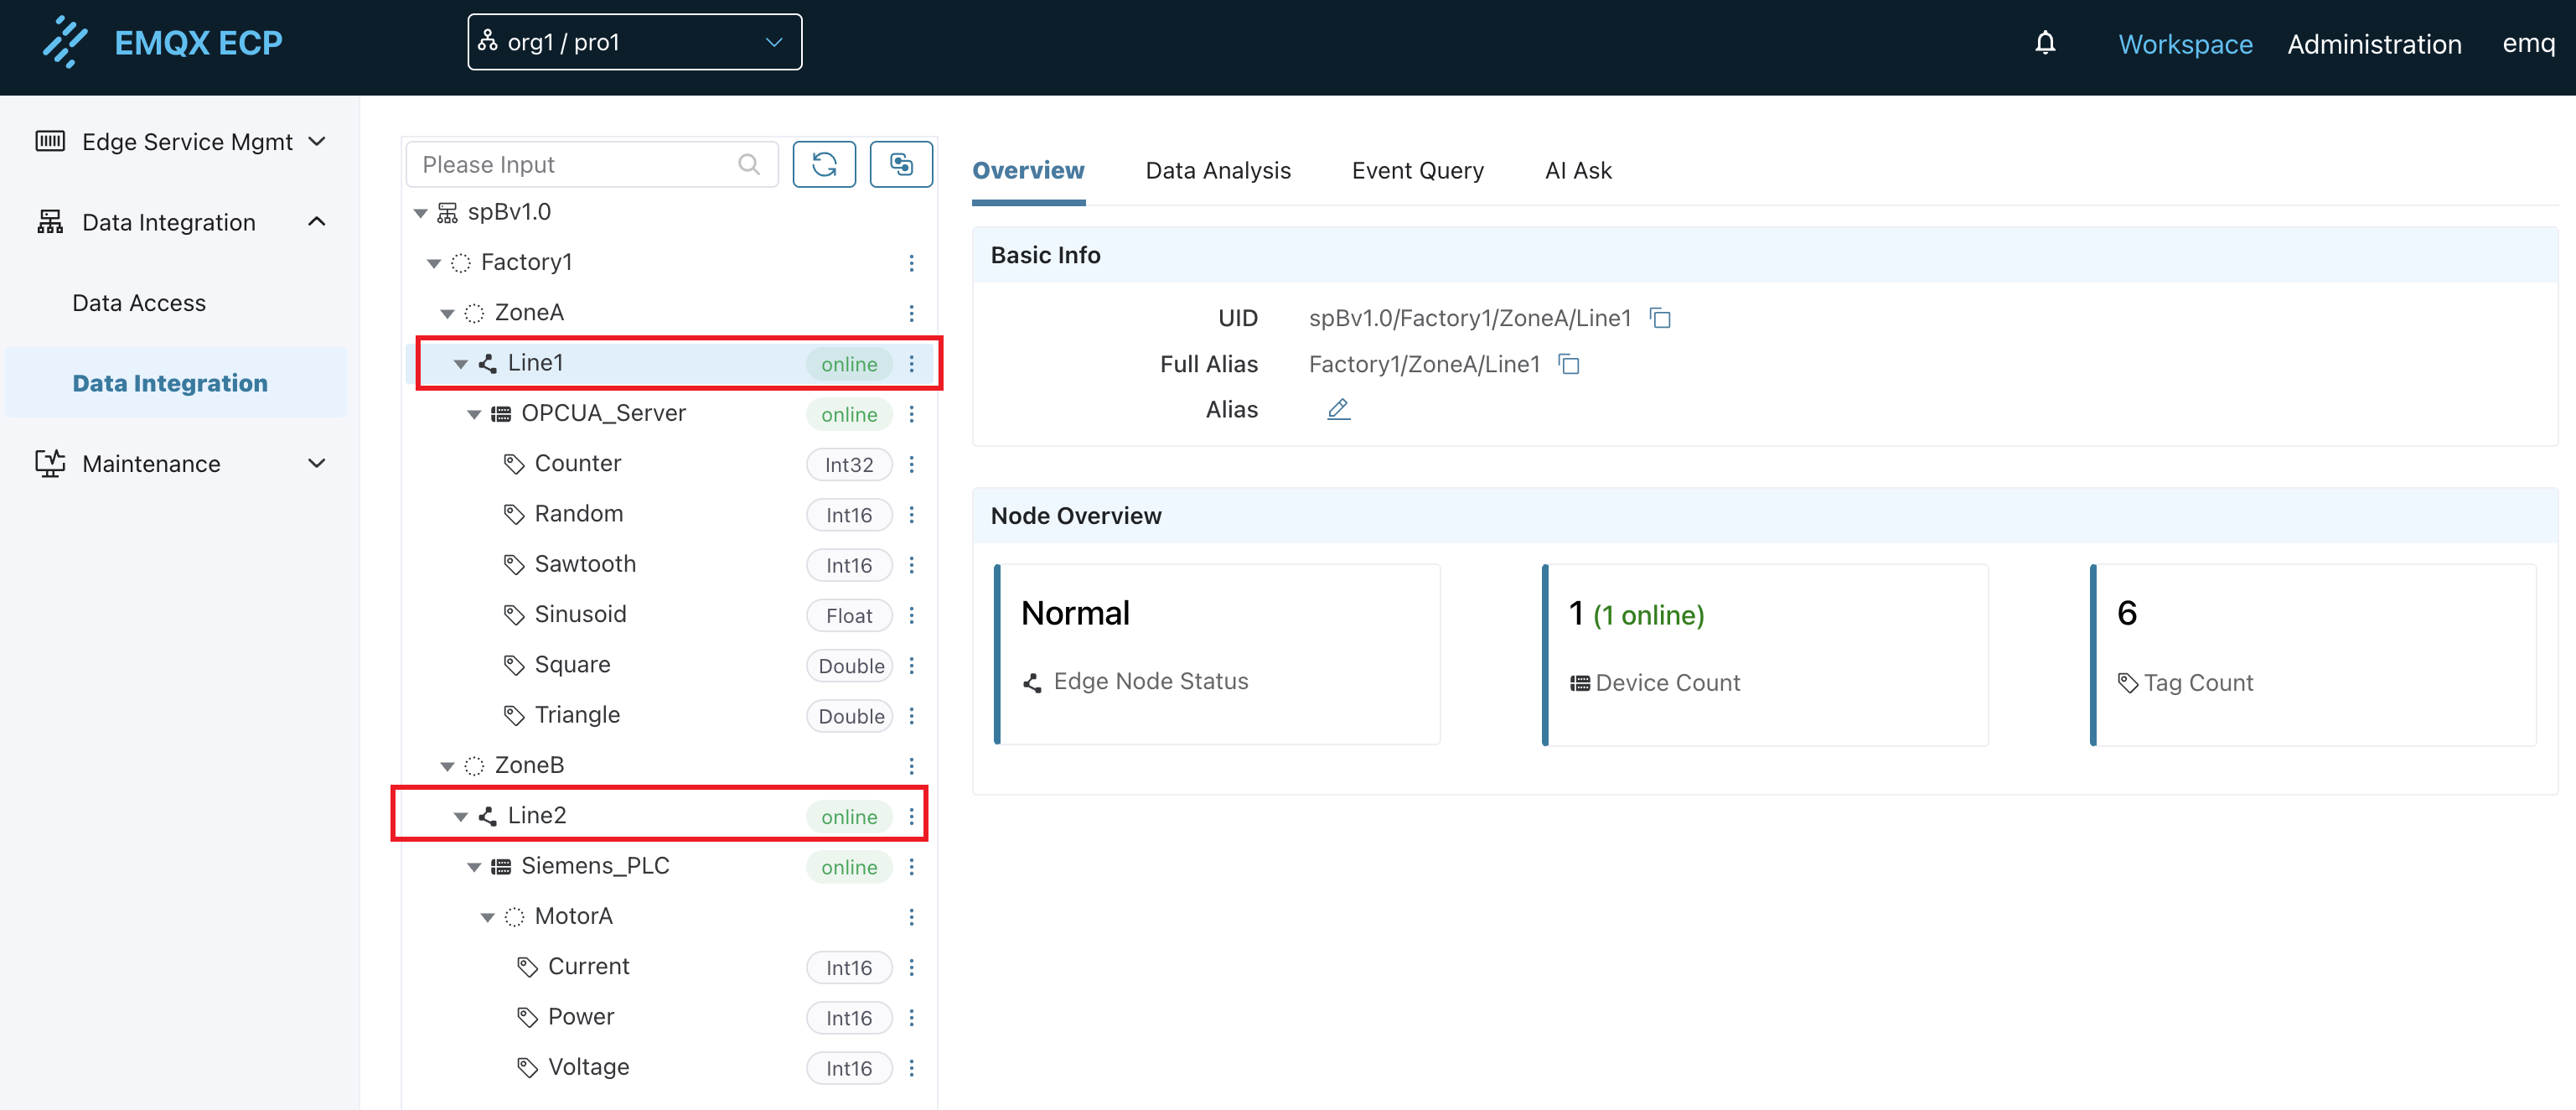 EMQX ECP
org1 / pro1
Workspace
Administration
emq
Edge Service Mgmt
Data Integration
Data Access
Data Integration
Maintenance
Please Input
spBv1.0
Factory1
ZoneA
Line1 online
OPCUA_Server online
Counter Int32
Random Int16
Sawtooth Int16
Sinusoid Float
Square Double
Triangle Double
ZoneB
Line2 online
Siemens_PLC online
MotorA
Current Int16
Power Int16
Voltage Int16
Overview Data Analysis Event Query AI Ask
Basic Info
UID spBv1.0/Factory1/ZoneA/Line1
Full Alias Factory1/ZoneA/Line1
Alias
Node Overview
Normal
Edge Node Status
1 (1 online)
Device Count
6
Tag Count